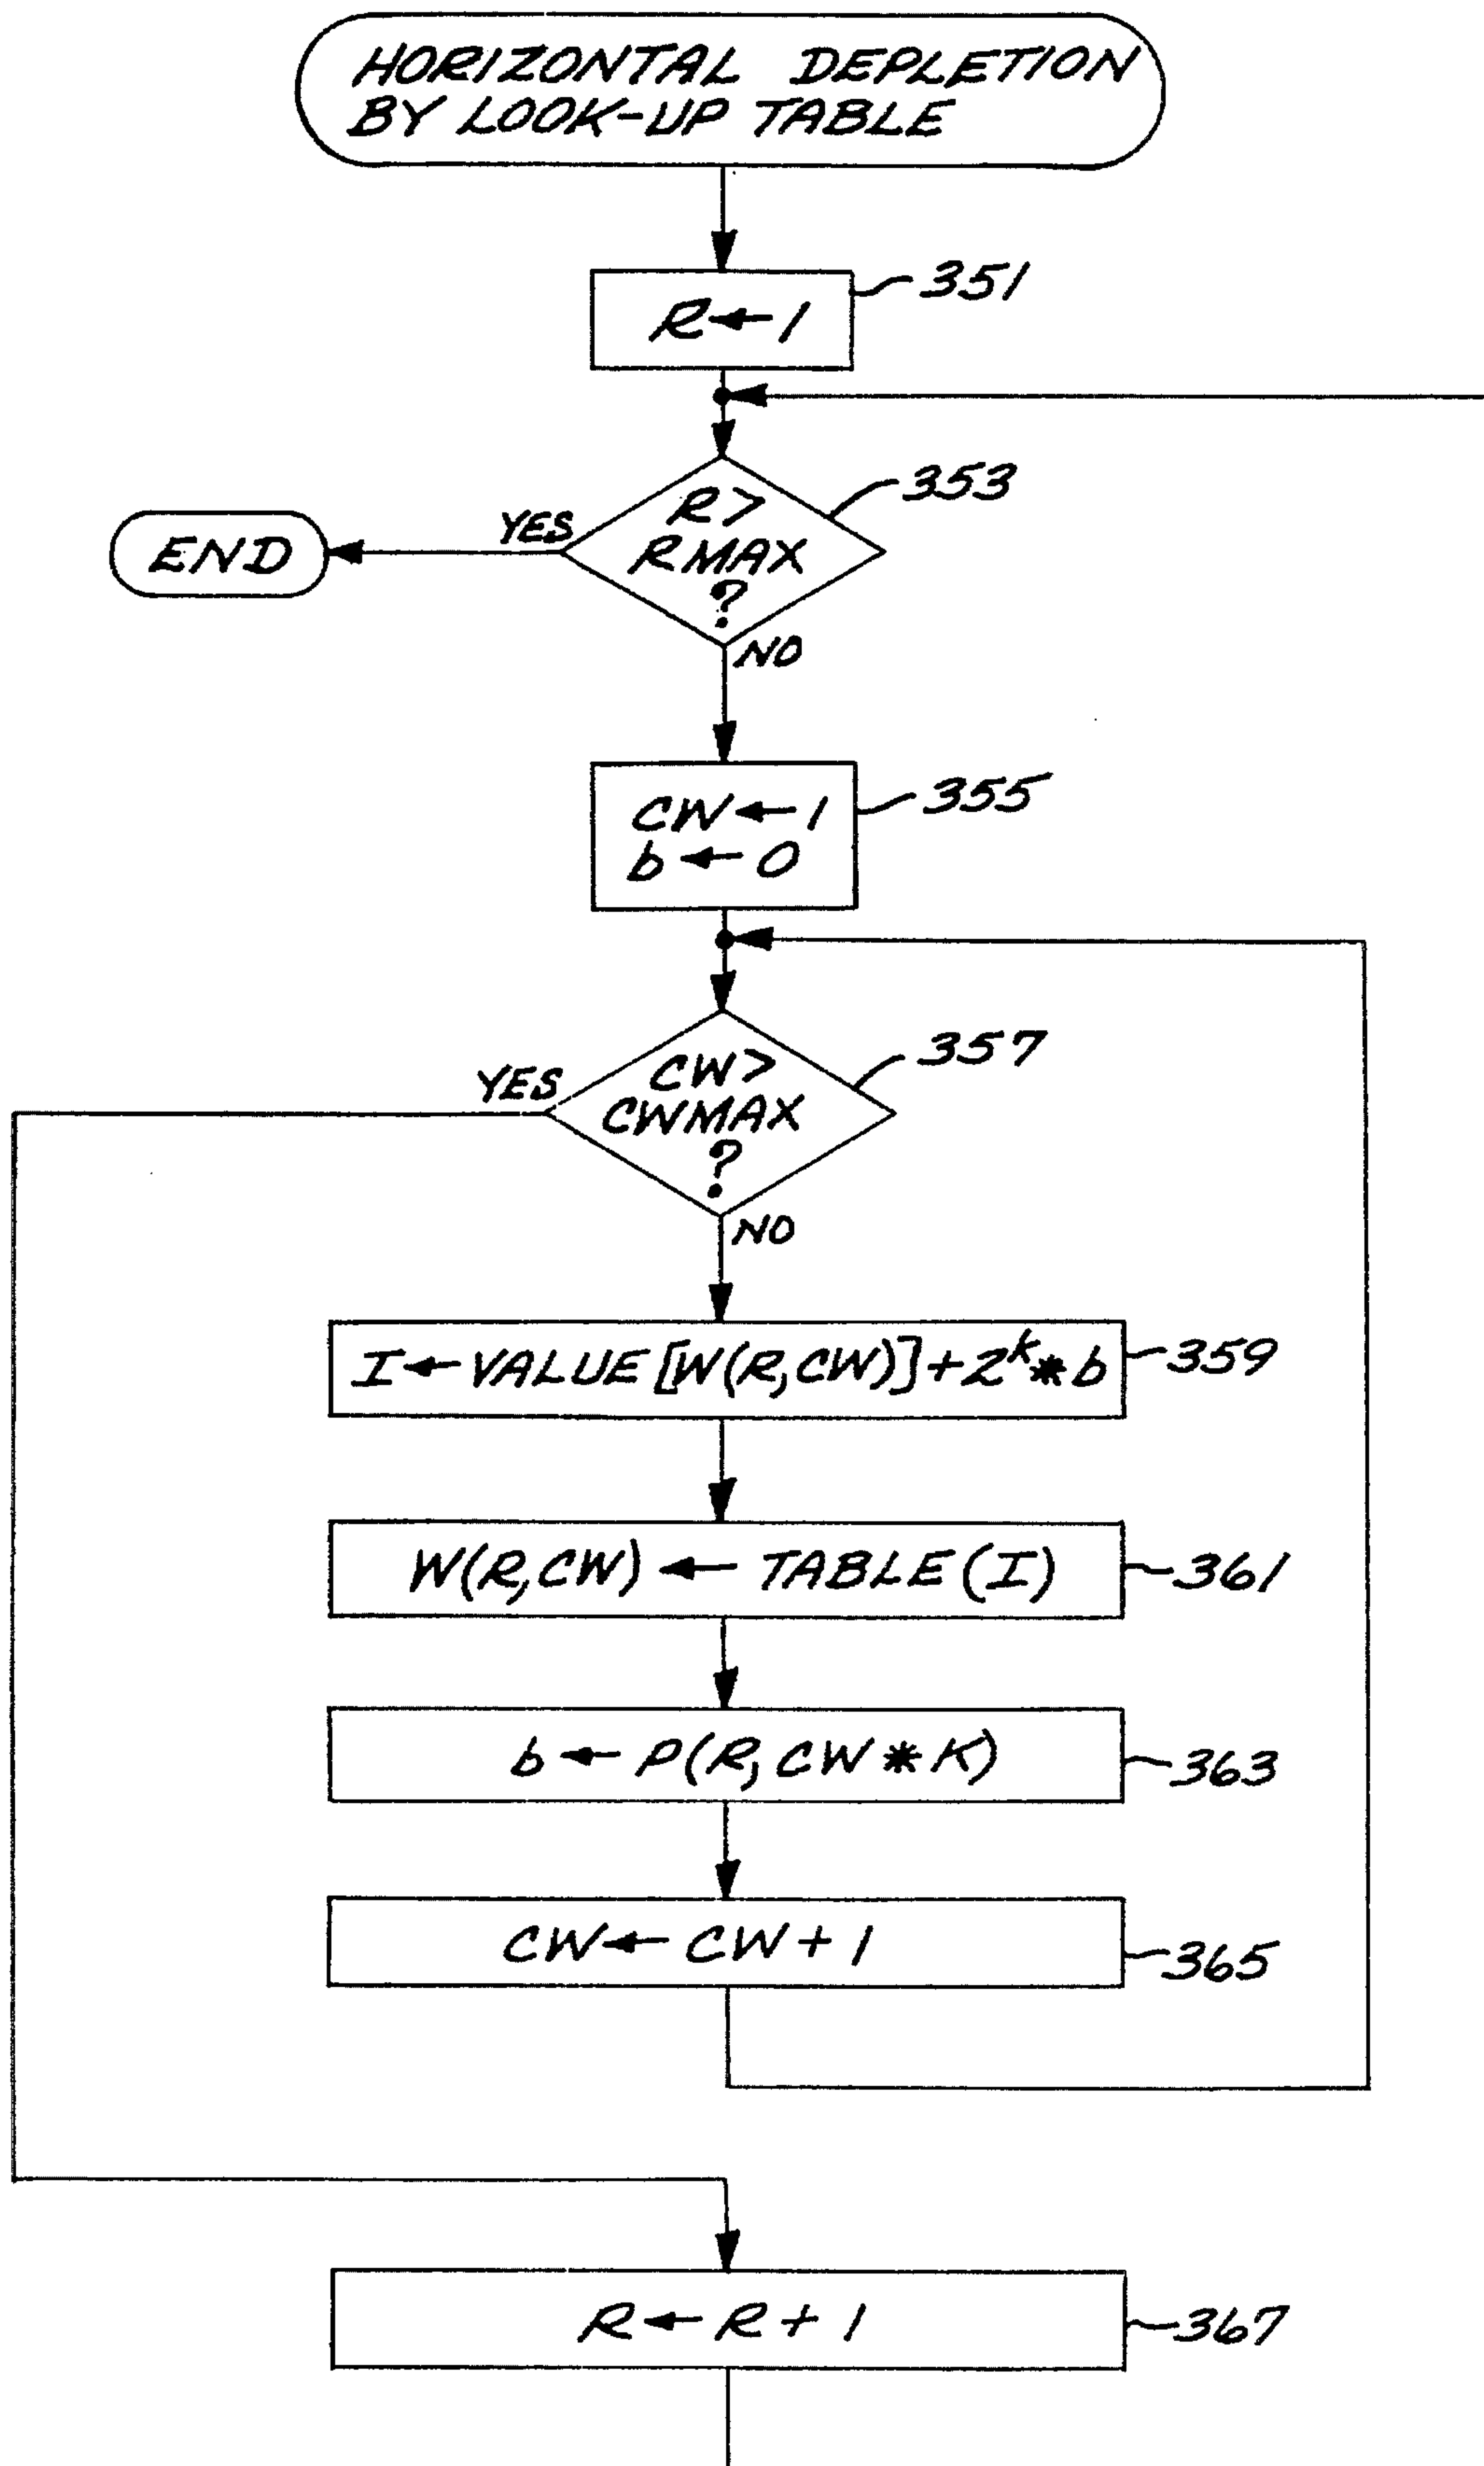 HORIZONTAL DEPLETION
BY LOOK-UP TABLE
351
R←1
353
R>
RMAX
?
YES
END
NO
355
CW←1
b←0
357
CW>
CWMAX
?
YES
NO
I←VALUE[W(R,CW)]+2^k*b
359
W(R,CW)←TABLE(I)
361
b←P(R,CW*K)
363
CW←CW+1
365
R←R+1
367